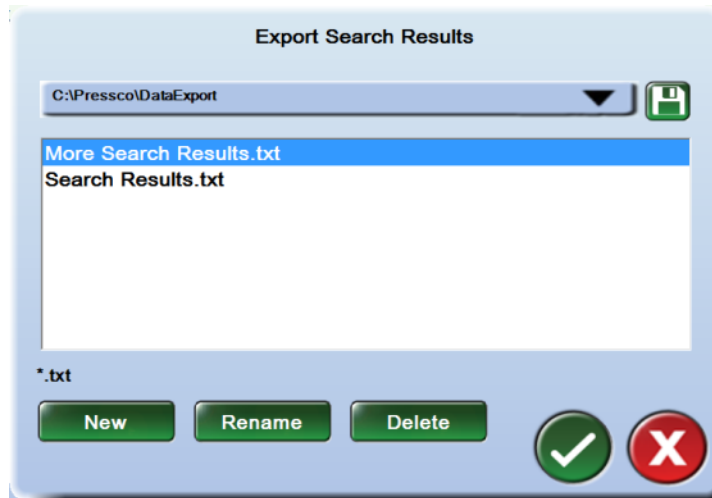 Export Search Results
C:\Pressco\DataExport
More Search Results.txt
Search Results.txt
*.txt
New Rename Delete